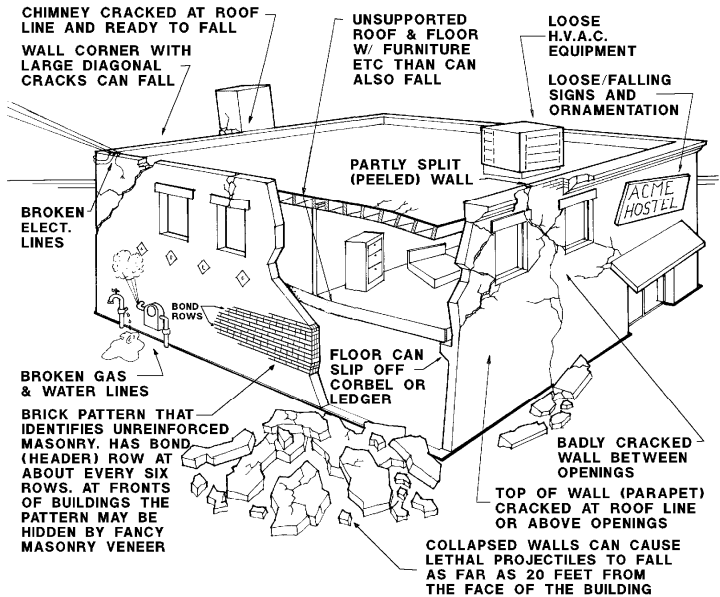 CHIMNEY CRACKED AT ROOF
LINE AND READY TO FALL
WALL CORNER WITH
LARGE DIAGONAL
CRACKS CAN FALL
UNSUPPORTED
ROOF & FLOOR
W/ FURNITURE
ETC THAN CAN
ALSO FALL
LOOSE
H.V.A.C.
EQUIPMENT
LOOSE/FALLING
SIGNS AND
ORNAMENTATION
PARTLY SPLIT
(PEELED) WALL
ACME
HOSTEL
BROKEN
ELECT.
LINES
BOND
ROWS
BROKEN GAS
& WATER LINES
FLOOR CAN
SLIP OFF
CORBEL OR
LEDGER
BRICK PATTERN THAT
IDENTIFIES UNREINFORCED
MASONRY. HAS BOND
(HEADER) ROW AT
ABOUT EVERY SIX
ROWS. AT FRONTS
OF BUILDINGS THE
PATTERN MAY BE
HIDDEN BY FANCY
MASONRY VENEER
BADLY CRACKED
WALL BETWEEN
OPENINGS
TOP OF WALL (PARAPET)
CRACKED AT ROOF LINE
OR ABOVE OPENINGS
COLLAPSED WALLS CAN CAUSE
LETHAL PROJECTILES TO FALL
AS FAR AS 20 FEET FROM
THE FACE OF THE BUILDING